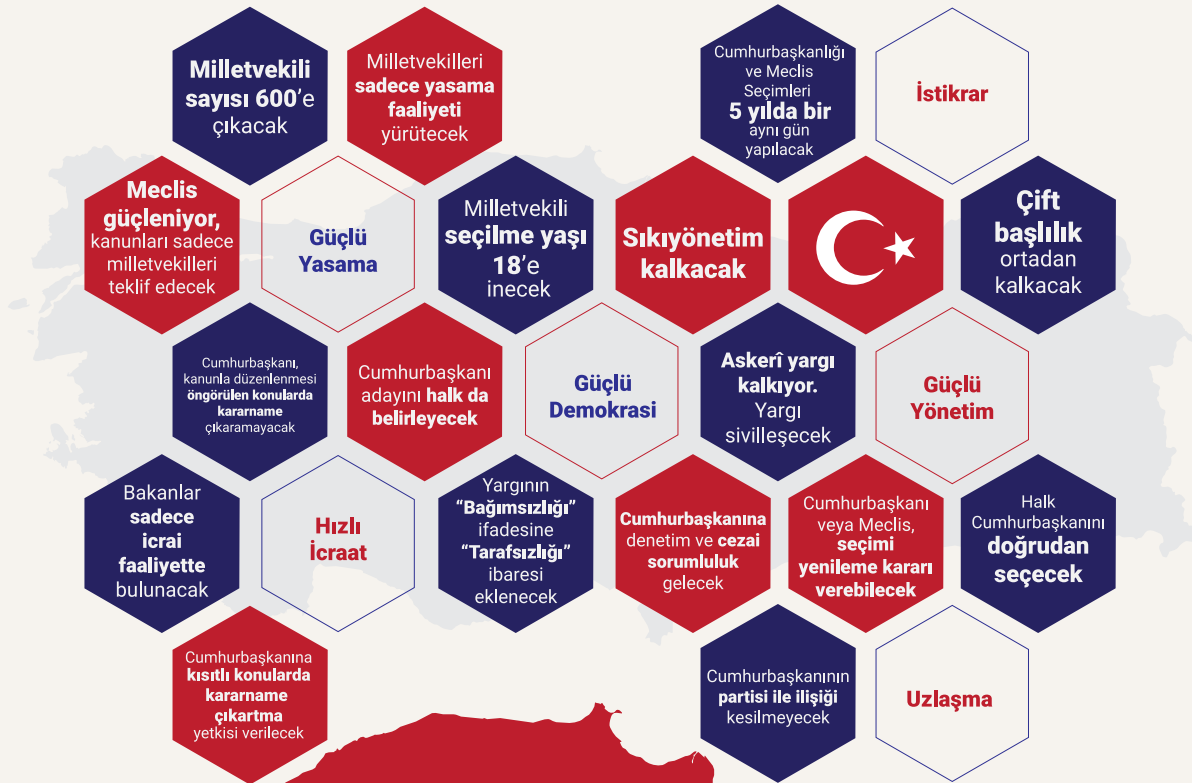 Milletvekili
sayısı 600'e
çıkacak
Milletvekilleri
sadece yasama
faaliyeti
yürütecek
Cumhurbaşkanlığı
ve Meclis
Seçimleri
5 yılda bir
aynı gün
yapılacak
İstikrar
Meclis
güçleniyor,
kanunları sadece
milletvekilleri
teklif edecek
Güçlü
Yasama
Milletvekili
seçilme yaşı
18'e
inecek
Sıkıyönetim
kalkacak
Çift
başlılık
ortadan
kalkacak
Cumhurbaşkanı,
kanunla düzenlenmesi
öngörülen konularda
kararname
çıkaramayacak
Cumhurbaşkanı
adayını halk da
belirleyecek
Güçlü
Demokrasi
Askerî yargı
kalkıyor.
Yargı
sivilleşecek
Güçlü
Yönetim
Bakanlar
sadece
icrai
faaliyette
bulunacak
Hızlı
İcraat
Yargının
“Bağımsızlığı”
ifadesine
“Tarafsızlığı”
ibaresi
eklenecek
Cumhurbaşkanına
denetim ve cezai
sorumluluk
gelecek
Cumhurbaşkanı
veya Meclis,
seçimi
yenileme kararı
verebilecek
Halk
Cumhurbaşkanını
doğrudan
seçecek
Cumhurbaşkanına
kısıtlı konularda
kararname
çıkartma
yetkisi verilecek
Cumhurbaşkanının
partisi ile ilişiği
kesilmeyecek
Uzlaşma